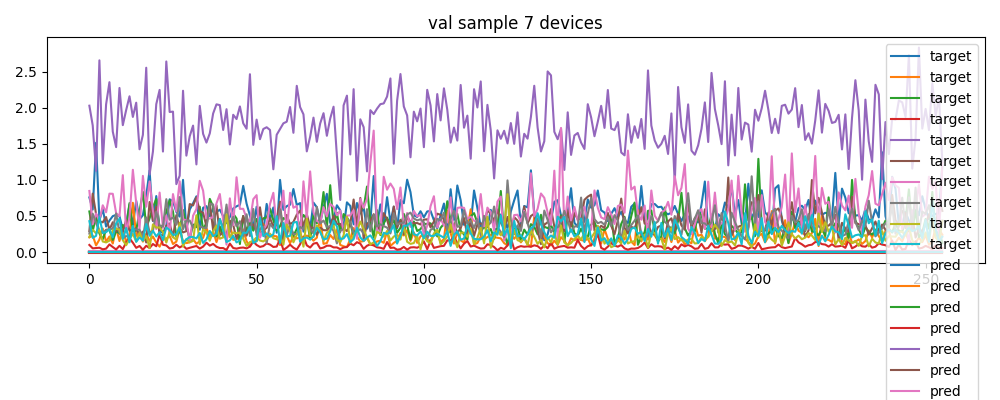 val sample 7 devices
2.5
2.0
1.5
1.0
0.5
0.0
0
50
100
150
200
250
target
target
target
target
target
target
target
target
target
target
pred
pred
pred
pred
pred
pred
pred